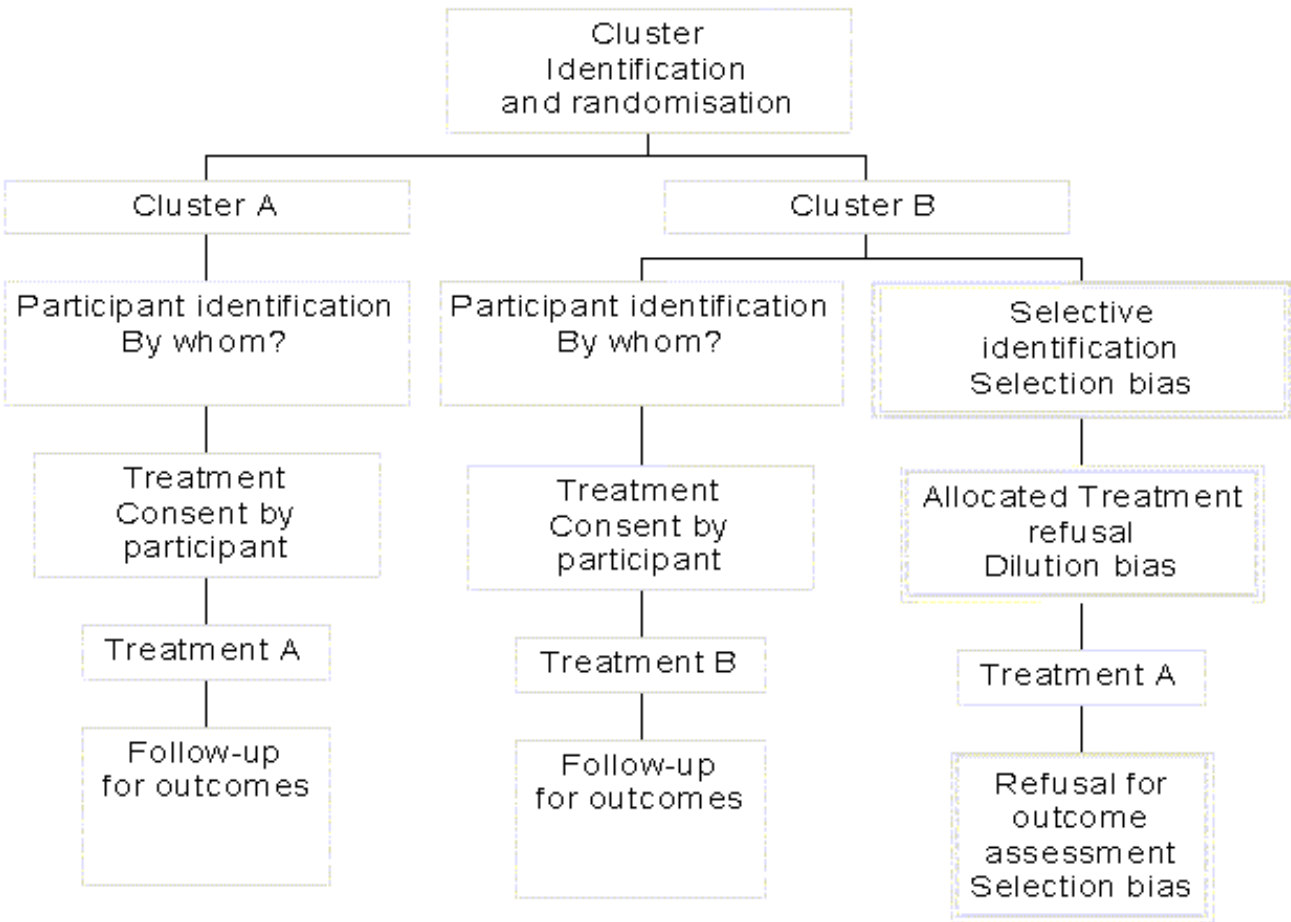 Cluster
Identification
and randomisation
Cluster A
Cluster B
Participant identification
By whom?
Participant identification
By whom?
Selective
identification
Selection bias
Treatment
Consent by
participant
Treatment
Consent by
participant
Allocated Treatment
refusal
Dilution bias
Treatment A
Treatment B
Treatment A
Follow-up
for outcomes
Follow-up
for outcomes
Refusal for
outcome
assessment
Selection bias